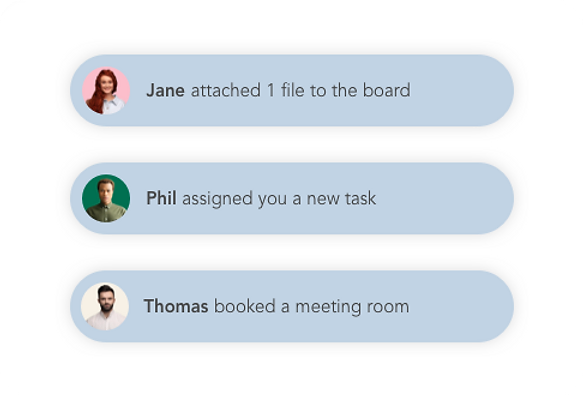 Jane attached 1 file to the board
Phil assigned you a new task
Thomas booked a meeting room